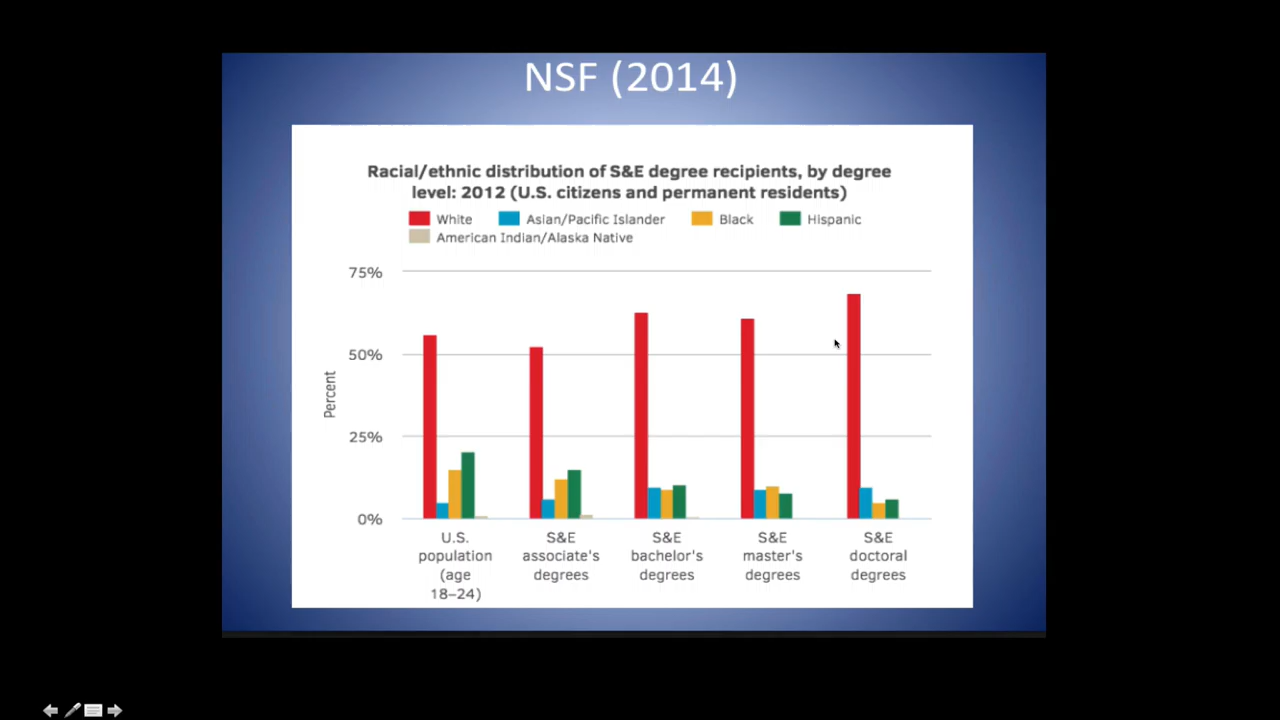 NSF (2014)
Racial/ethnic distribution of S&E degree recipients, by degree
level: 2012 (U.S. citizens and permanent residents)
White Asian/Pacific Islander Black Hispanic
American Indian/Alaska Native
75%
50%
25%
0%
Percent
U.S.
population
(age
18–24)
S&E
associate's
degrees
S&E
bachelor's
degrees
S&E
master's
degrees
S&E
doctoral
degrees